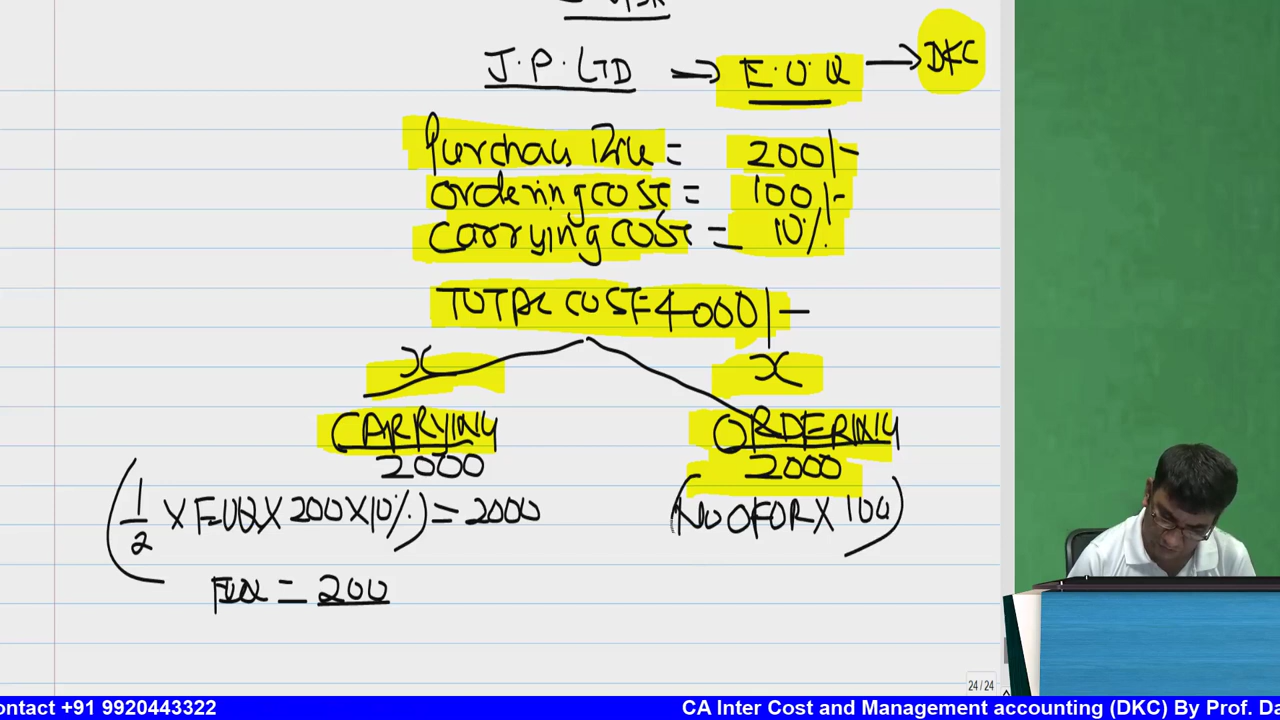 J.P. LTD → E.O.Q → DKC
Purchase Price = 200/-
Ordering cost = 100/-
Carrying cost = 10%
TOTAL COST = 4000/-
x x
CARRYING ORDERING
2000 2000
(1/2 X EOQ X 200 X 10%) = 2000 (NO OF OR X 100)
EOQ = 200
24 / 24
ontact +91 9920443322 CA Inter Cost and Management accounting (DKC) By Prof. Da